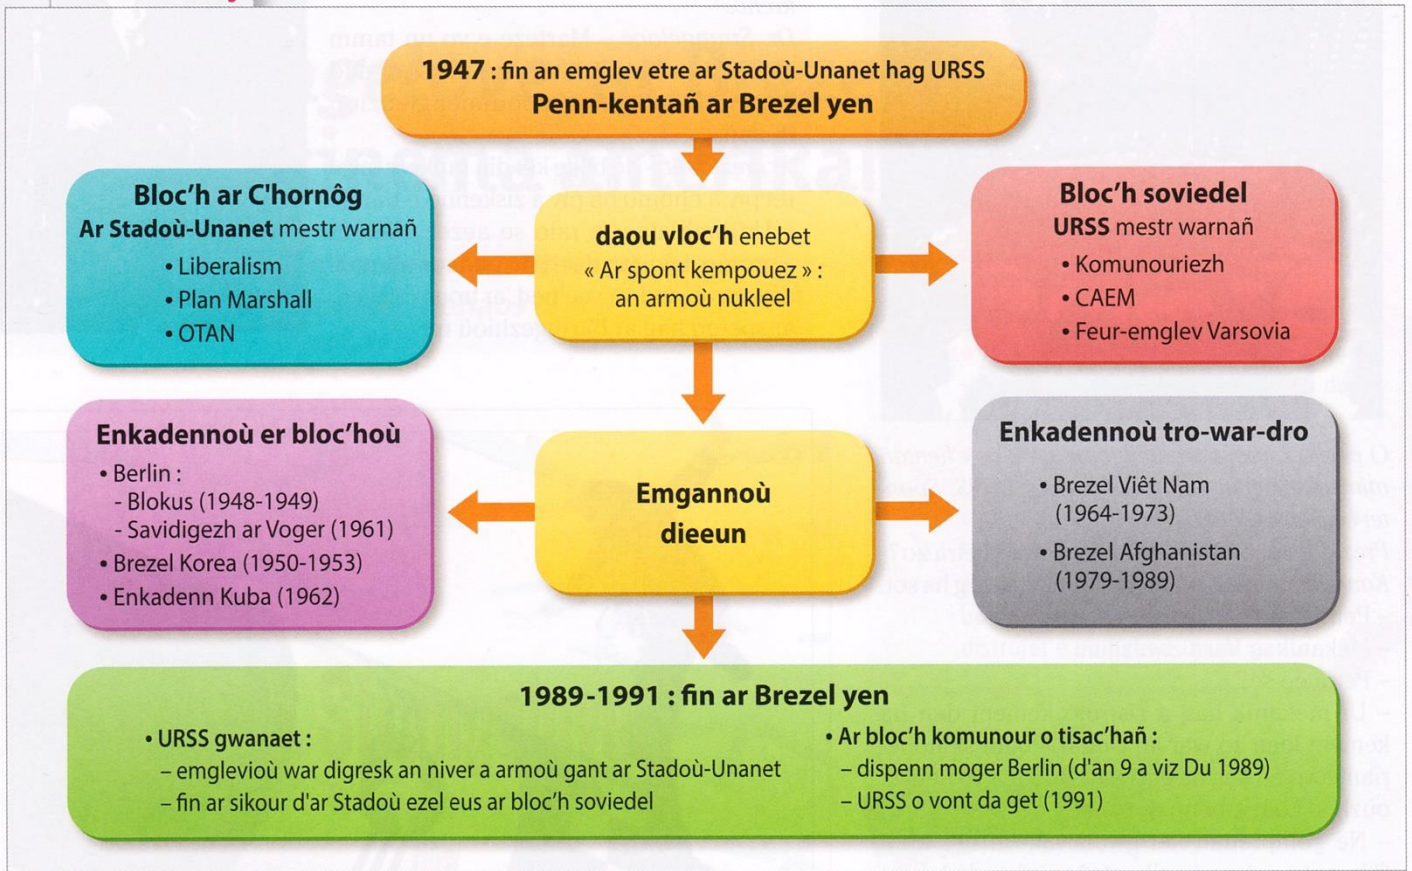 1947 : fin an emglev etre ar Stadoù-Unanet hag URSS
Penn-kentañ ar Brezel yen
Bloc'h ar C'hornôg
Ar Stadoù-Unanet mestr warnañ
• Liberalism
• Plan Marshall
• OTAN
daou vloc'h enebet
« Ar spont kempouez » :
an armoù nukleel
Bloc'h soviedel
URSS mestr warnañ
• Komunouriezh
• CAEM
• Feur-emglev Varsovia
Enkadennoù er bloc'hoù
• Berlin :
- Blokus (1948-1949)
- Savidigezh ar Voger (1961)
• Brezel Korea (1950-1953)
• Enkadenn Kuba (1962)
Emgannoù
dieeun
Enkadennoù tro-war-dro
• Brezel Viêt Nam
(1964-1973)
• Brezel Afghanistan
(1979-1989)
1989-1991 : fin ar Brezel yen
• URSS gwanaet :
– emglevioù war digresk an niver a armoù gant ar Stadoù-Unanet
– fin ar sikour d'ar Stadoù ezel eus ar bloc'h soviedel
• Ar bloc'h komunour o tisac'hañ :
– dispenn moger Berlin (d'an 9 a viz Du 1989)
– URSS o vont da get (1991)